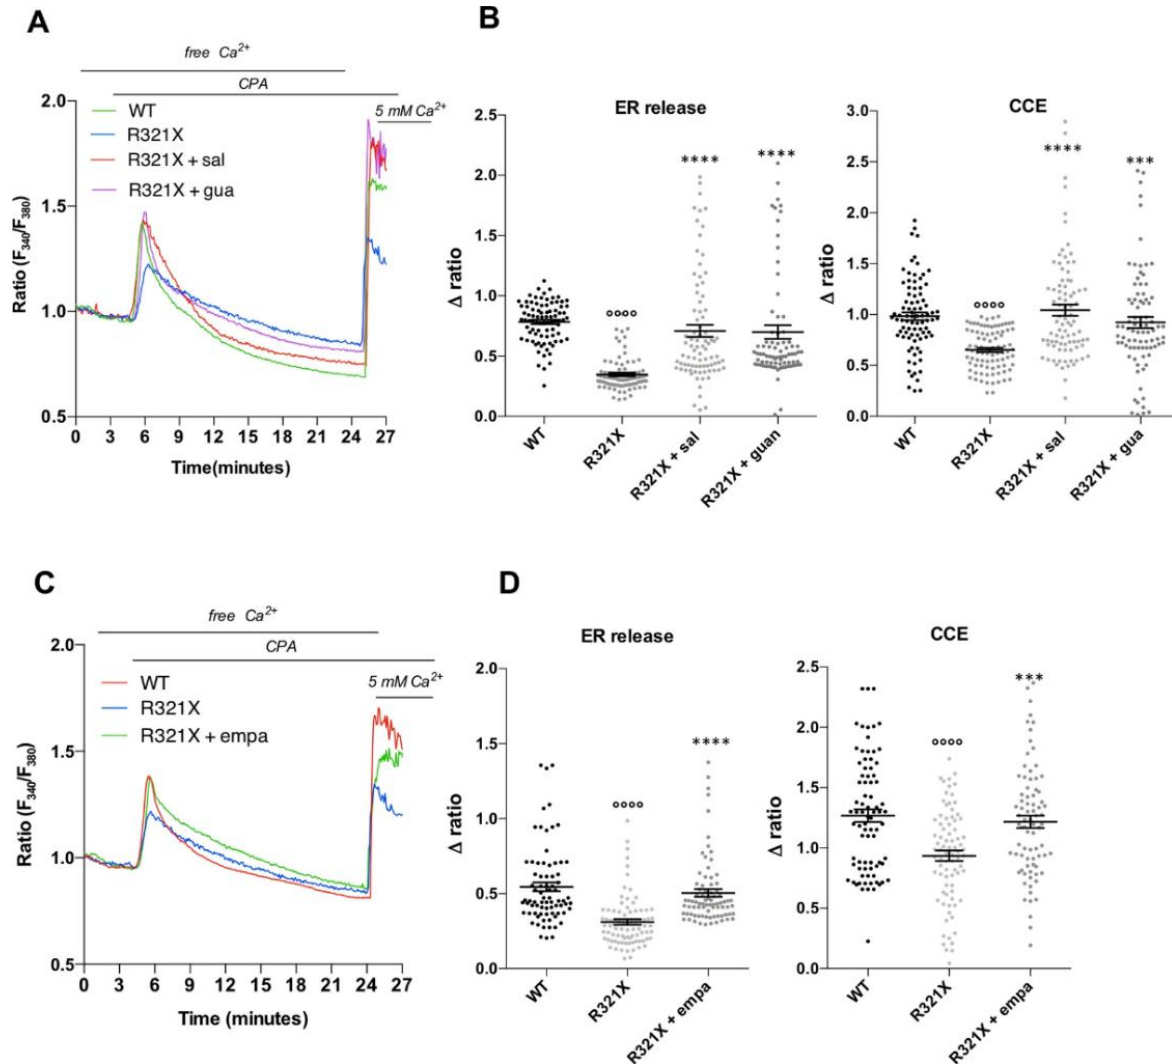 A
free Ca²⁺
CPA
5 mM Ca²⁺
WT
R321X
R321X + sal
R321X + gua
Ratio (F₃₄₀/F₃₈₀)
2.0
1.5
1.0
0.5
0 3 6 9 12 15 18 21 24 27
Time(minutes)
B
ER release
Δ ratio
2.5
2.0
1.5
1.0
0.5
0.0
°°°°
****
****
WT
R321X
R321X + sal
R321X + guan
CCE
Δ ratio
3.0
2.5
2.0
1.5
1.0
0.5
0.0
°°°°
****
***
WT
R321X
R321X + sal
R321X + gua
C
free Ca²⁺
CPA
5 mM Ca²⁺
WT
R321X
R321X + empa
Ratio (F₃₄₀/F₃₈₀)
2.0
1.5
1.0
0.5
0 3 6 9 12 15 18 21 24 27
Time (minutes)
D
ER release
Δ ratio
2.0
1.5
1.0
0.5
0.0
°°°°
****
WT
R321X
R321X + empa
CCE
Δ ratio
2.5
2.0
1.5
1.0
0.5
0.0
°°°°
***
WT
R321X
R321X + empa